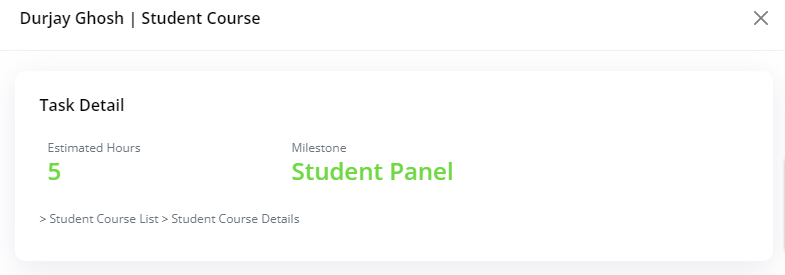 Durjay Ghosh | Student Course
Task Detail
Estimated Hours
5
Milestone
Student Panel
> Student Course List > Student Course Details